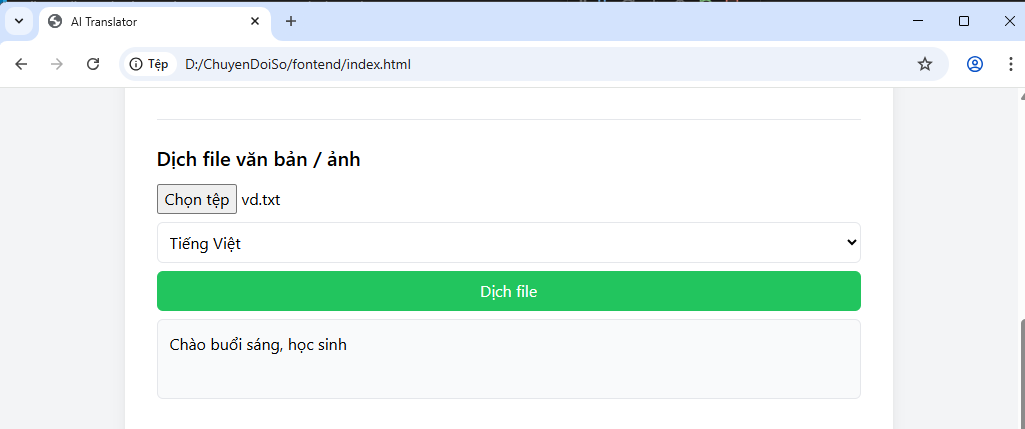 AI Translator
Tệp D:/ChuyenDoiSo/fontend/index.html
Dịch file văn bản / ảnh
Chọn tệp vd.txt
Tiếng Việt
Dịch file
Chào buổi sáng, học sinh